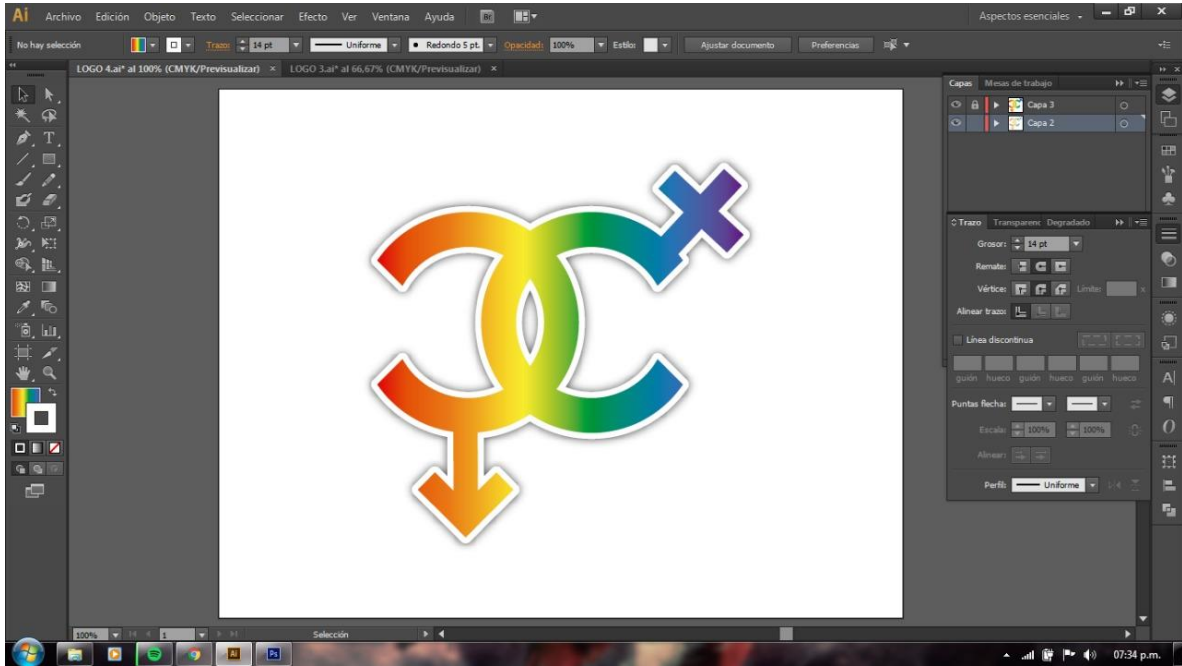 Ai Archivo Edición Objeto Texto Seleccionar Efecto Ver Ventana Ayuda Br Aspectos esenciales
No hay selección Trazo: 14 pt Uniforme Redondo 5 pt. Opacidad: 100% Estilo: Ajustar documento Preferencias
LOGO 4.ai* al 100% (CMYK/Previsualizar) × LOGO 3.ai* al 66,67% (CMYK/Previsualizar) ×
Capas Mesas de trabajo
Capa 3
Capa 2
Trazo Transparenc Degradado
Grosor: 14 pt
Remate:
Vértice: Límite: x
Alinear trazo:
Línea discontinua
guión hueco guión hueco guión hueco
Puntas flecha:
Escala: 100% 100%
Alinear:
Perfil: Uniforme
100% 1 Selección
Ai Ps 07:34 p.m.